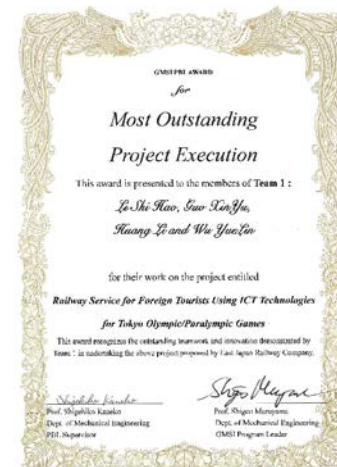 GMSI PBL AWARD
for
Most Outstanding
Project Execution
This award is presented to the members of Team 1 :
Le Shi Hao, Guo XinYu,
Huang Le and Wu YueLin
for their work on the project entitled
Railway Service for Foreign Tourists Using ICT Technologies
for Tokyo Olympic/Paralympic Games
This award recognizes the outstanding teamwork and innovation demonstrated by
Team 1 in undertaking the above project proposed by East Japan Railway Company.
Shigehiko Kaneko
Prof. Shigehiko Kaneko
Prof. Shigeo Maruyama
Dept. of Mechanical Engineering
Dept. of Mechanical Engineering
PBL Supervisor
GMSI Program Leader